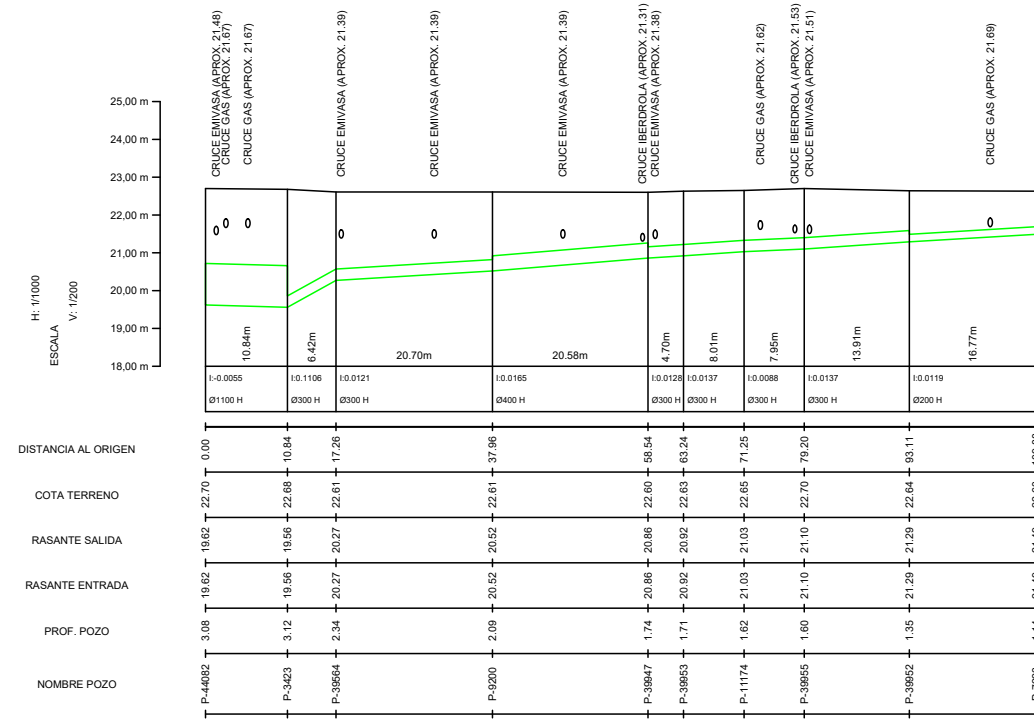 CRUCE EMIVASA (APROX. 21.48)
CRUCE GAS (APROX. 21.67)
CRUCE GAS (APROX. 21.67)
CRUCE EMIVASA (APROX. 21.39)
CRUCE EMIVASA (APROX. 21.39)
CRUCE EMIVASA (APROX. 21.39)
CRUCE IBERDROLA (APROX. 21.31)
CRUCE EMIVASA (APROX. 21.38)
CRUCE GAS (APROX. 21.62)
CRUCE IBERDROLA (APROX. 21.53)
CRUCE EMIVASA (APROX. 21.51)
CRUCE GAS (APROX. 21.69)
25,00 m
24,00 m
23,00 m
22,00 m
21,00 m
20,00 m
19,00 m
18,00 m
H: 1/1000
ESCALA
V: 1/200
10.84m
6.42m
20.70m
20.58m
4.70m
8.01m
7.95m
13.91m
16.77m
I:-0.0055
I:0.1106
I:0.0121
I:0.0165
I:0.0128
I:0.0137
I:0.0088
I:0.0137
I:0.0119
Ø1100 H
Ø300 H
Ø300 H
Ø400 H
Ø300 H
Ø300 H
Ø300 H
Ø300 H
Ø200 H
DISTANCIA AL ORIGEN
0.00
10.84
17.26
37.96
58.54
63.24
71.25
79.20
93.11
COTA TERRENO
22.70
22.68
22.61
22.61
22.60
22.63
22.65
22.70
22.64
RASANTE SALIDA
19.62
19.56
20.27
20.52
20.86
20.92
21.03
21.10
21.29
RASANTE ENTRADA
19.62
19.56
20.27
20.52
20.86
20.92
21.03
21.10
21.29
PROF. POZO
3.08
3.12
2.34
2.09
1.74
1.71
1.62
1.60
1.35
NOMBRE POZO
P-44082
P-3423
P-39564
P-9200
P-39947
P-39953
P-11174
P-39955
P-39952